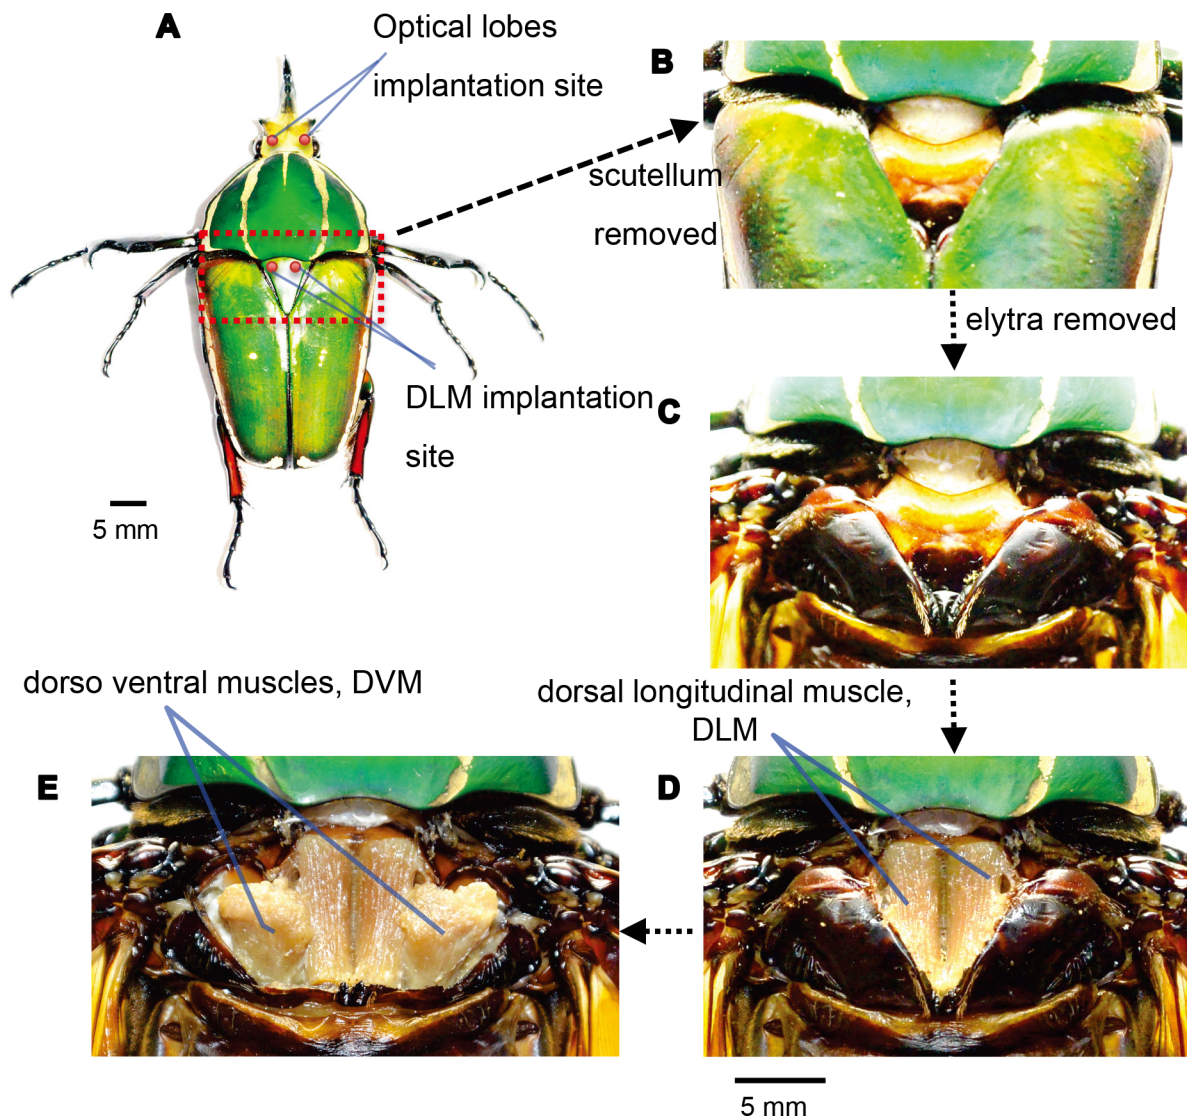 A
Optical lobes
implantation site
B
scutellum
removed
DLM implantation
site
5 mm
elytra removed
C
dorso ventral muscles, DVM
dorsal longitudinal muscle,
DLM
E
D
5 mm